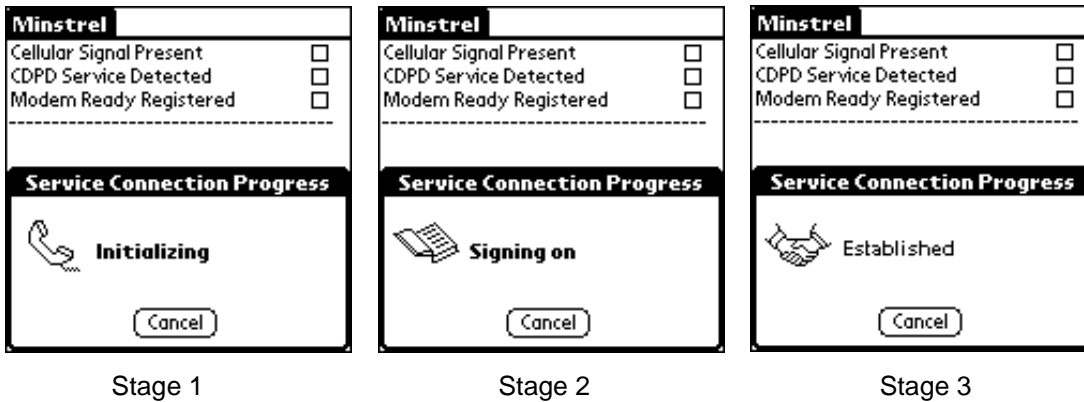 Minstrel
Cellular Signal Present
CDPD Service Detected
Modem Ready Registered
Service Connection Progress
Initializing
Cancel
Stage 1
Minstrel
Cellular Signal Present
CDPD Service Detected
Modem Ready Registered
Service Connection Progress
Signing on
Cancel
Stage 2
Minstrel
Cellular Signal Present
CDPD Service Detected
Modem Ready Registered
Service Connection Progress
Established
Cancel
Stage 3